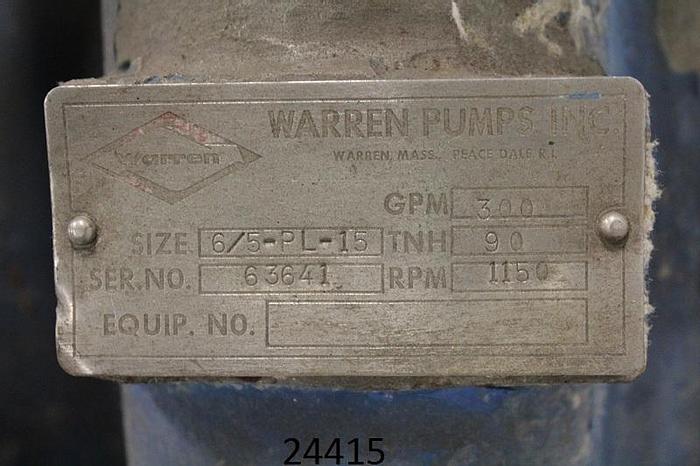 WARREN PUMPS INC.
Warren
WARREN, MASS., PEACE DALE, R.I.
GPM 300
SIZE 6/5-PL-15 TNH 90
SER.NO. 63641 RPM 1150
EQUIP. NO.
24415